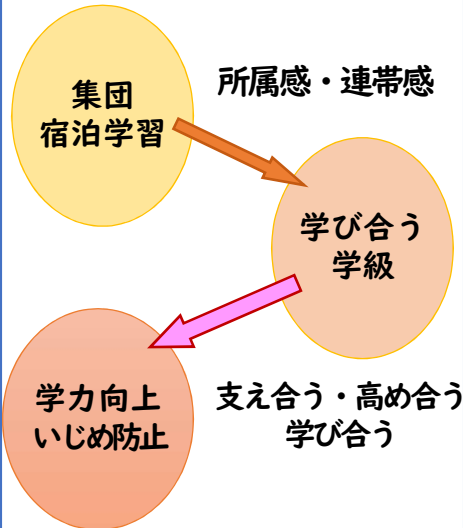 集団
宿泊学習
所属感・連帯感
学び合う
学級
学力向上
いじめ防止
支え合う・高め合う
学び合う